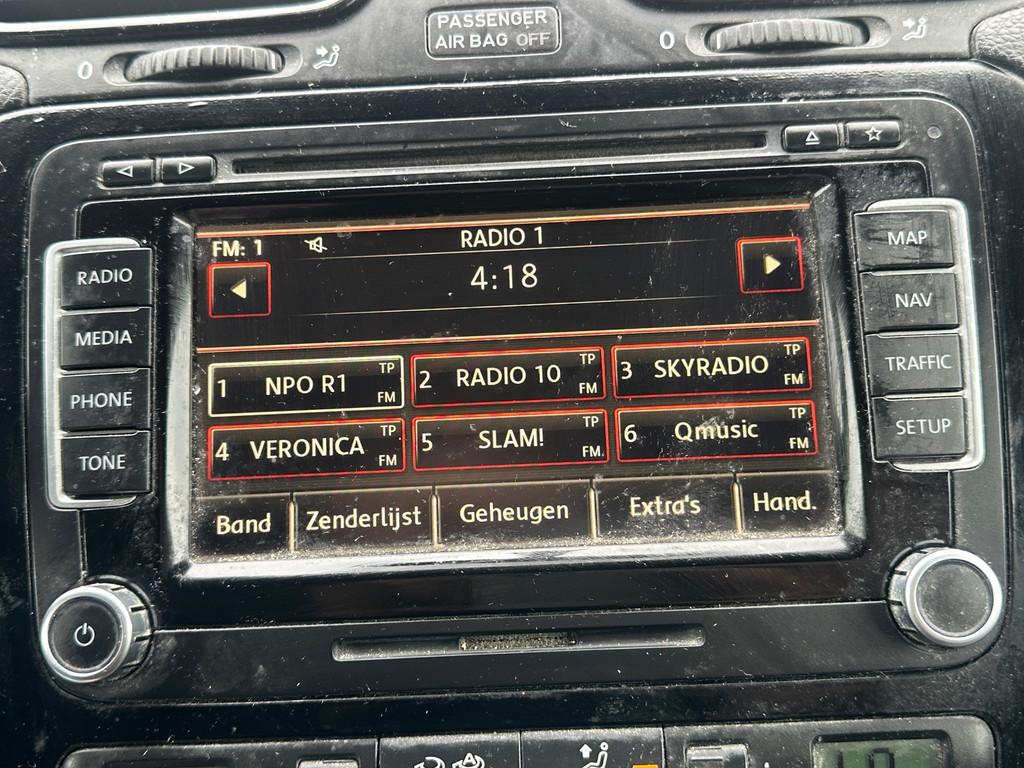 PASSENGER
AIR BAG OFF
0
0
RADIO
MEDIA
PHONE
TONE
FM: 1
RADIO 1
4:18
1 NPO R1 TP FM
2 RADIO 10 TP FM
3 SKYRADIO TP FM
4 VERONICA TP FM
5 SLAM! TP FM
6 Qmusic TP FM
Band Zenderlijst Geheugen Extra's Hand.
MAP
NAV
TRAFFIC
SETUP